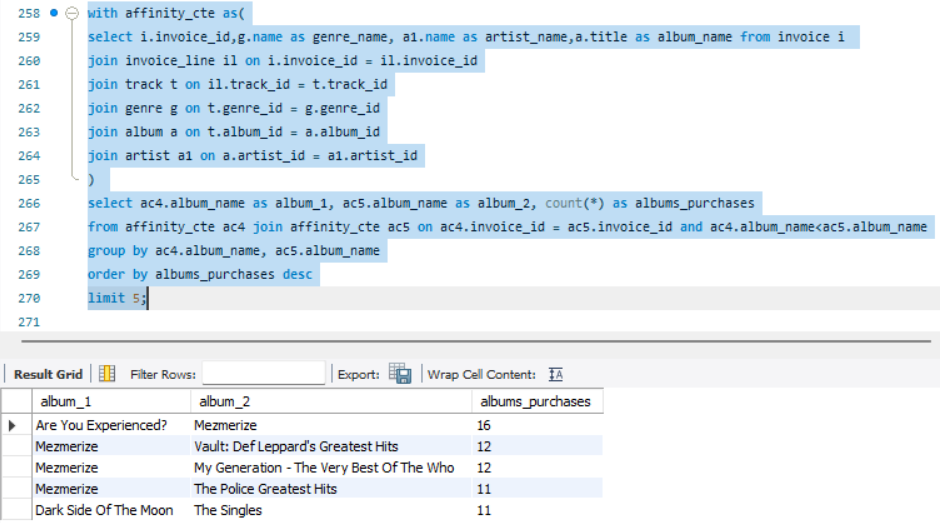 258 with affinity_cte as(
259 select i.invoice_id,g.name as genre_name, a1.name as artist_name,a.title as album_name from invoice i
260 join invoice_line il on i.invoice_id = il.invoice_id
261 join track t on il.track_id = t.track_id
262 join genre g on t.genre_id = g.genre_id
263 join album a on t.album_id = a.album_id
264 join artist a1 on a.artist_id = a1.artist_id
265 )
266 select ac4.album_name as album_1, ac5.album_name as album_2, count(*) as albums_purchases
267 from affinity_cte ac4 join affinity_cte ac5 on ac4.invoice_id = ac5.invoice_id and ac4.album_name<ac5.album_name
268 group by ac4.album_name, ac5.album_name
269 order by albums_purchases desc
270 limit 5;
271
Result Grid Filter Rows: Export: Wrap Cell Content: IA
album_1 album_2 albums_purchases
Are You Experienced? Mezmerize 16
Mezmerize Vault: Def Leppard's Greatest Hits 12
Mezmerize My Generation - The Very Best Of The Who 12
Mezmerize The Police Greatest Hits 11
Dark Side Of The Moon The Singles 11